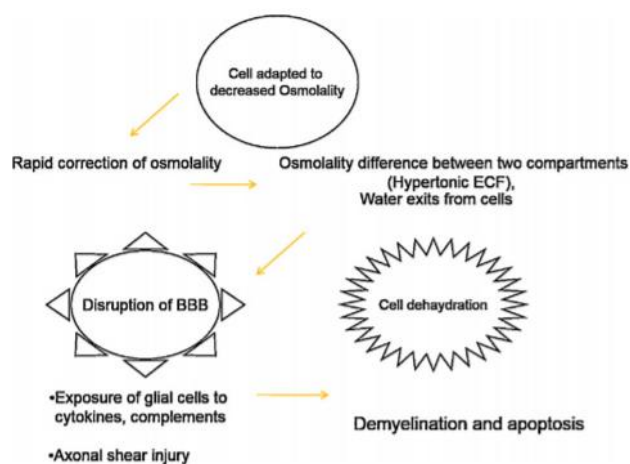 Cell adapted to
decreased Osmolality
Rapid correction of osmolality
Osmolality difference between two compartments
(Hypertonic ECF),
Water exits from cells
Disruption of BBB
Cell dehaydration
•Exposure of glial cells to
cytokines, complements
•Axonal shear injury
Demyelination and apoptosis